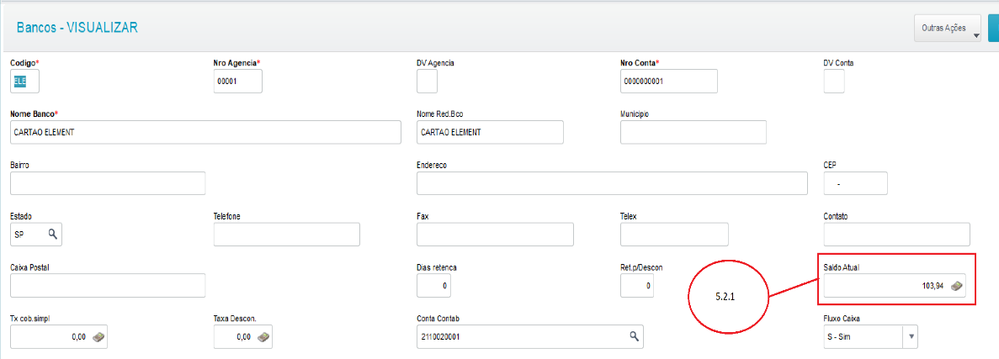 Bancos - VISUALIZAR
Outras Ações
Codigo*
Nro Agencia*
DV Agencia
Nro Conta*
DV Conta
ELE
00001
0000000001
Nome Banco*
Nome Red.Bco
Municipio
CARTAO ELEMENT
CARTAO ELEMENT
Bairro
Endereco
CEP
-
Estado
Telefone
Fax
Telex
Contato
SP
Caixa Postal
Dias retenca
Ret.p/Descon
Saldo Atual
0
0
103,94
5.2.1
Tx cob.simpl
Taxa Descon.
Conta Contab
Fluxo Caixa
0,00
0,00
2110020001
S - Sim